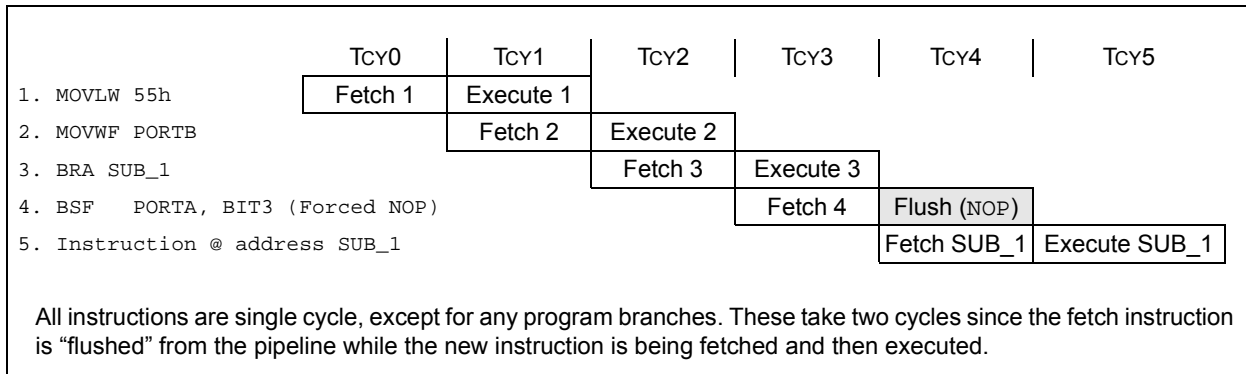 TCY0 TCY1 TCY2 TCY3 TCY4 TCY5
1. MOVLW 55h Fetch 1 Execute 1
2. MOVWF PORTB Fetch 2 Execute 2
3. BRA SUB_1 Fetch 3 Execute 3
4. BSF PORTA, BIT3 (Forced NOP) Fetch 4 Flush (NOP)
5. Instruction @ address SUB_1 Fetch SUB_1 Execute SUB_1
All instructions are single cycle, except for any program branches. These take two cycles since the fetch instruction
is “flushed” from the pipeline while the new instruction is being fetched and then executed.